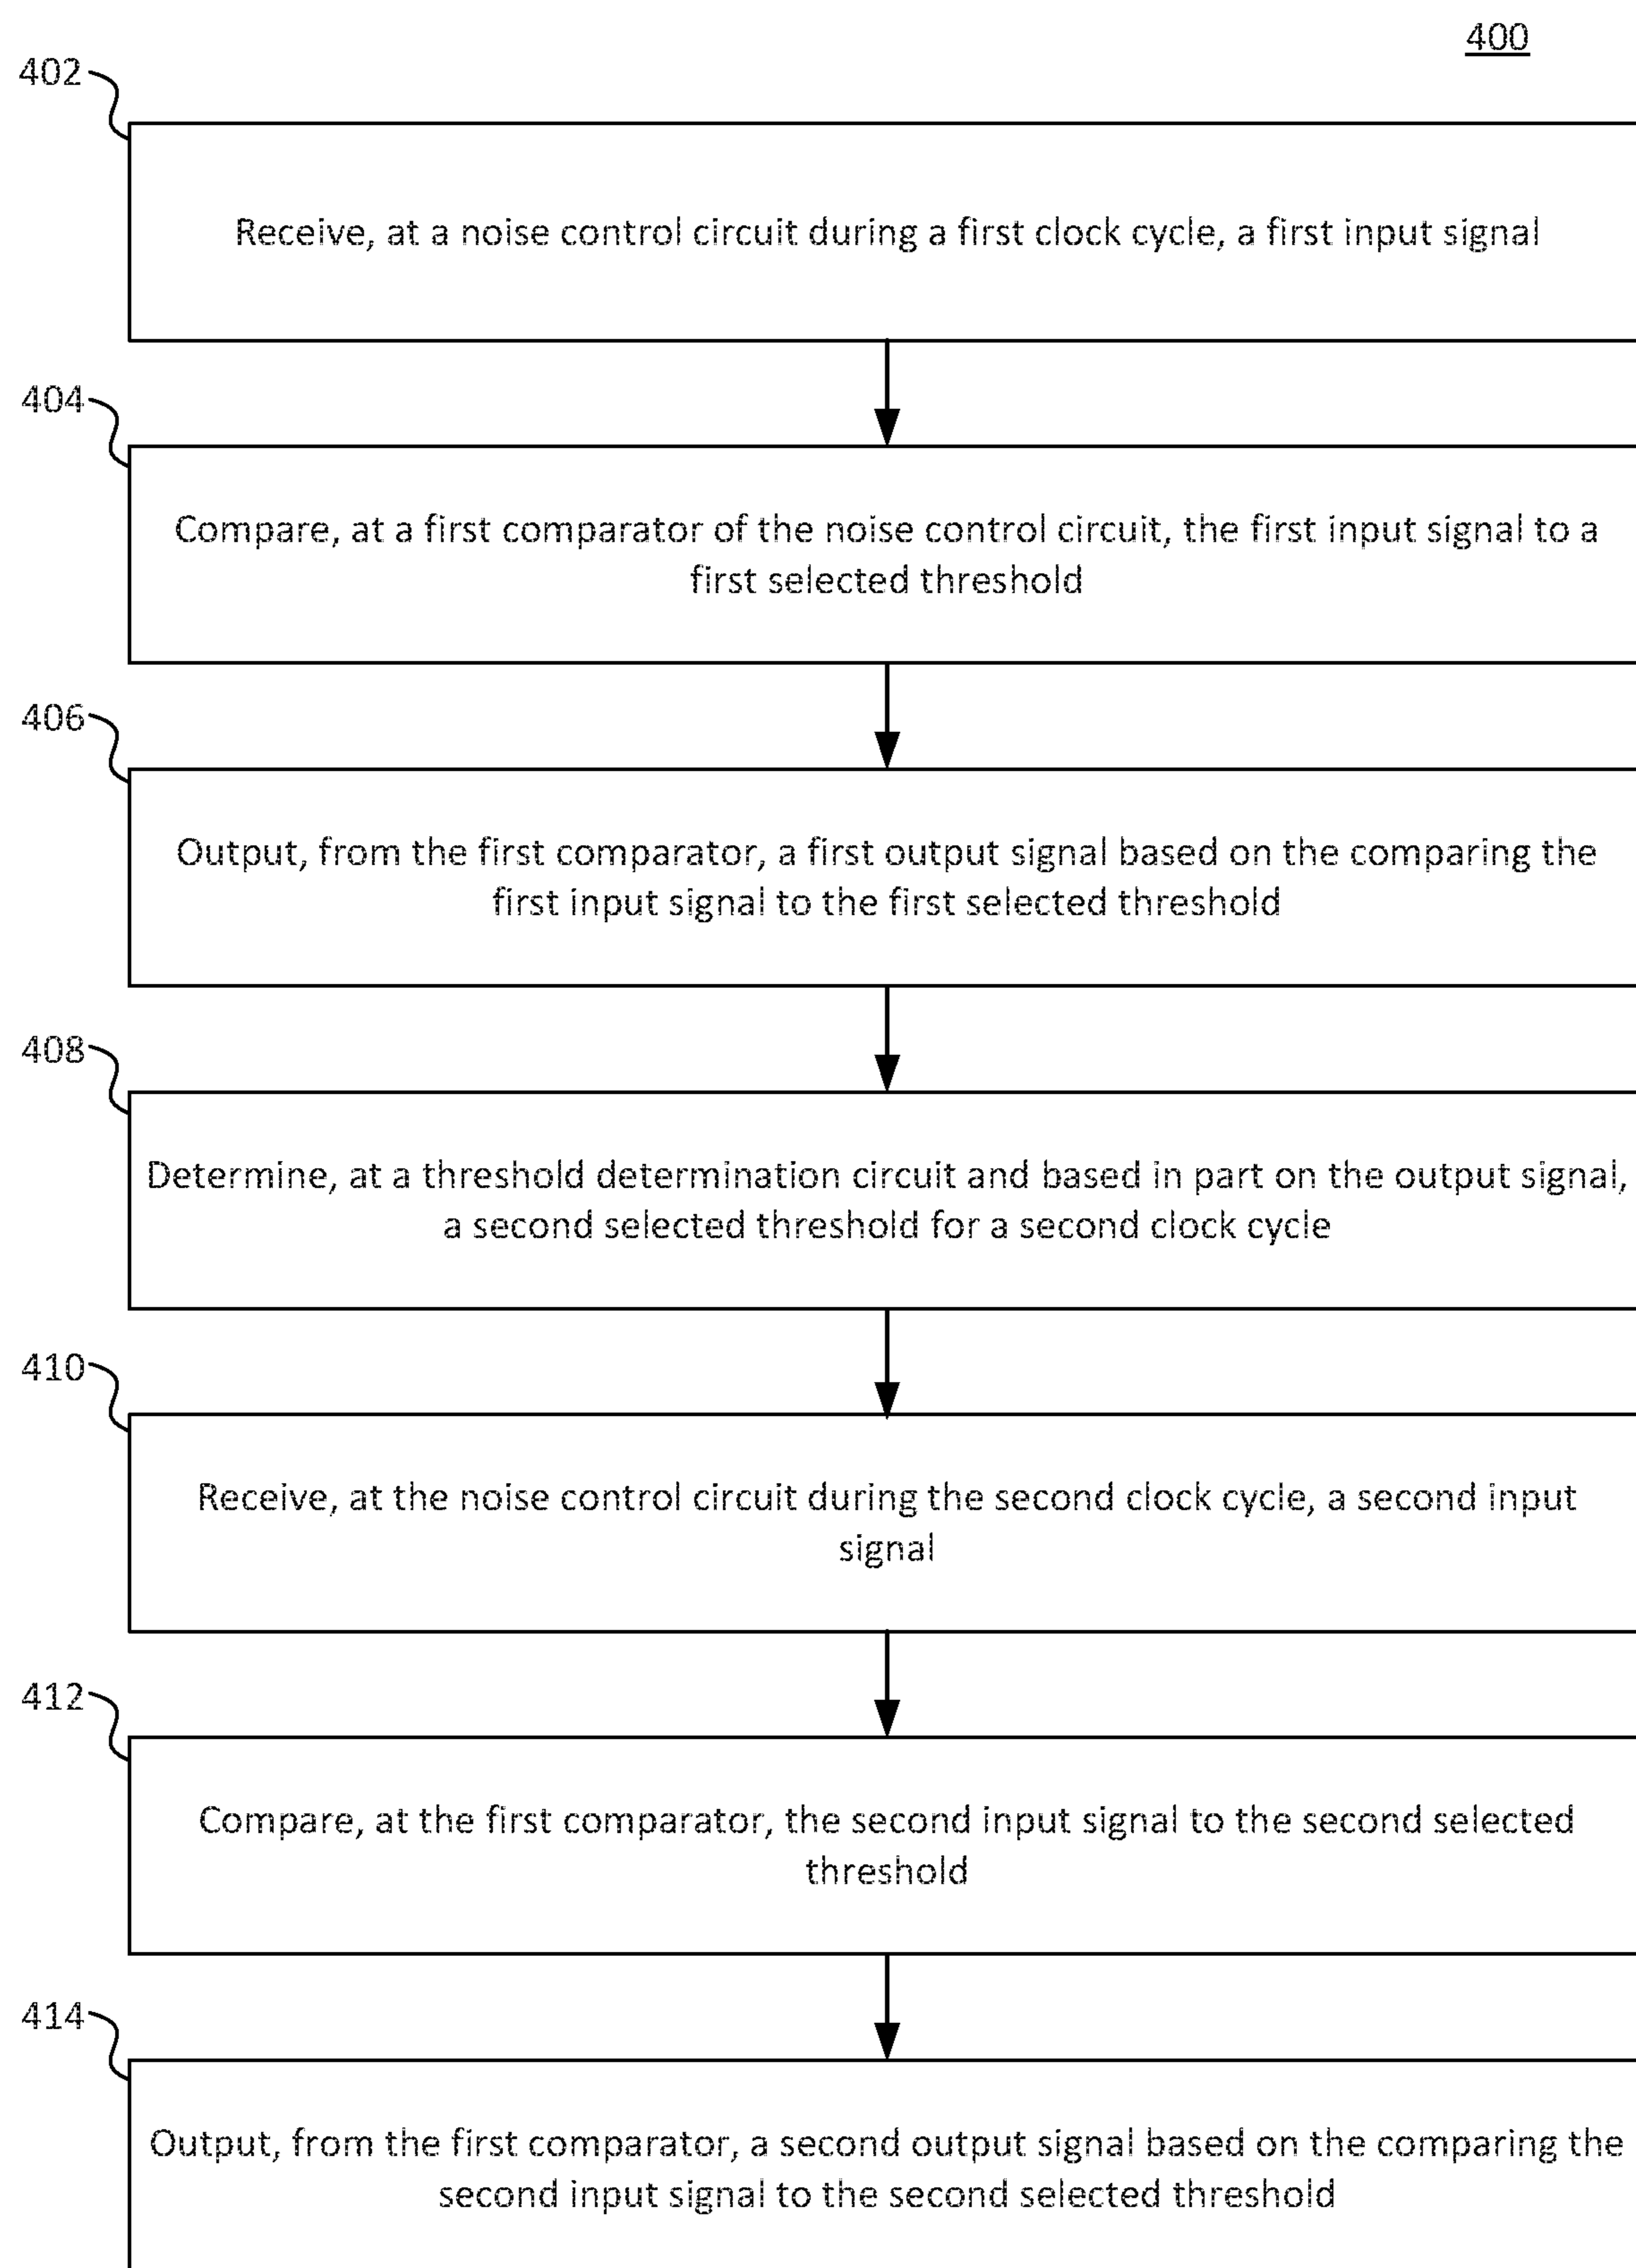 400
402
Receive, at a noise control circuit during a first clock cycle, a first input signal
404
Compare, at a first comparator of the noise control circuit, the first input signal to a
first selected threshold
406
Output, from the first comparator, a first output signal based on the comparing the
first input signal to the first selected threshold
408
Determine, at a threshold determination circuit and based in part on the output signal,
a second selected threshold for a second clock cycle
410
Receive, at the noise control circuit during the second clock cycle, a second input
signal
412
Compare, at the first comparator, the second input signal to the second selected
threshold
414
Output, from the first comparator, a second output signal based on the comparing the
second input signal to the second selected threshold